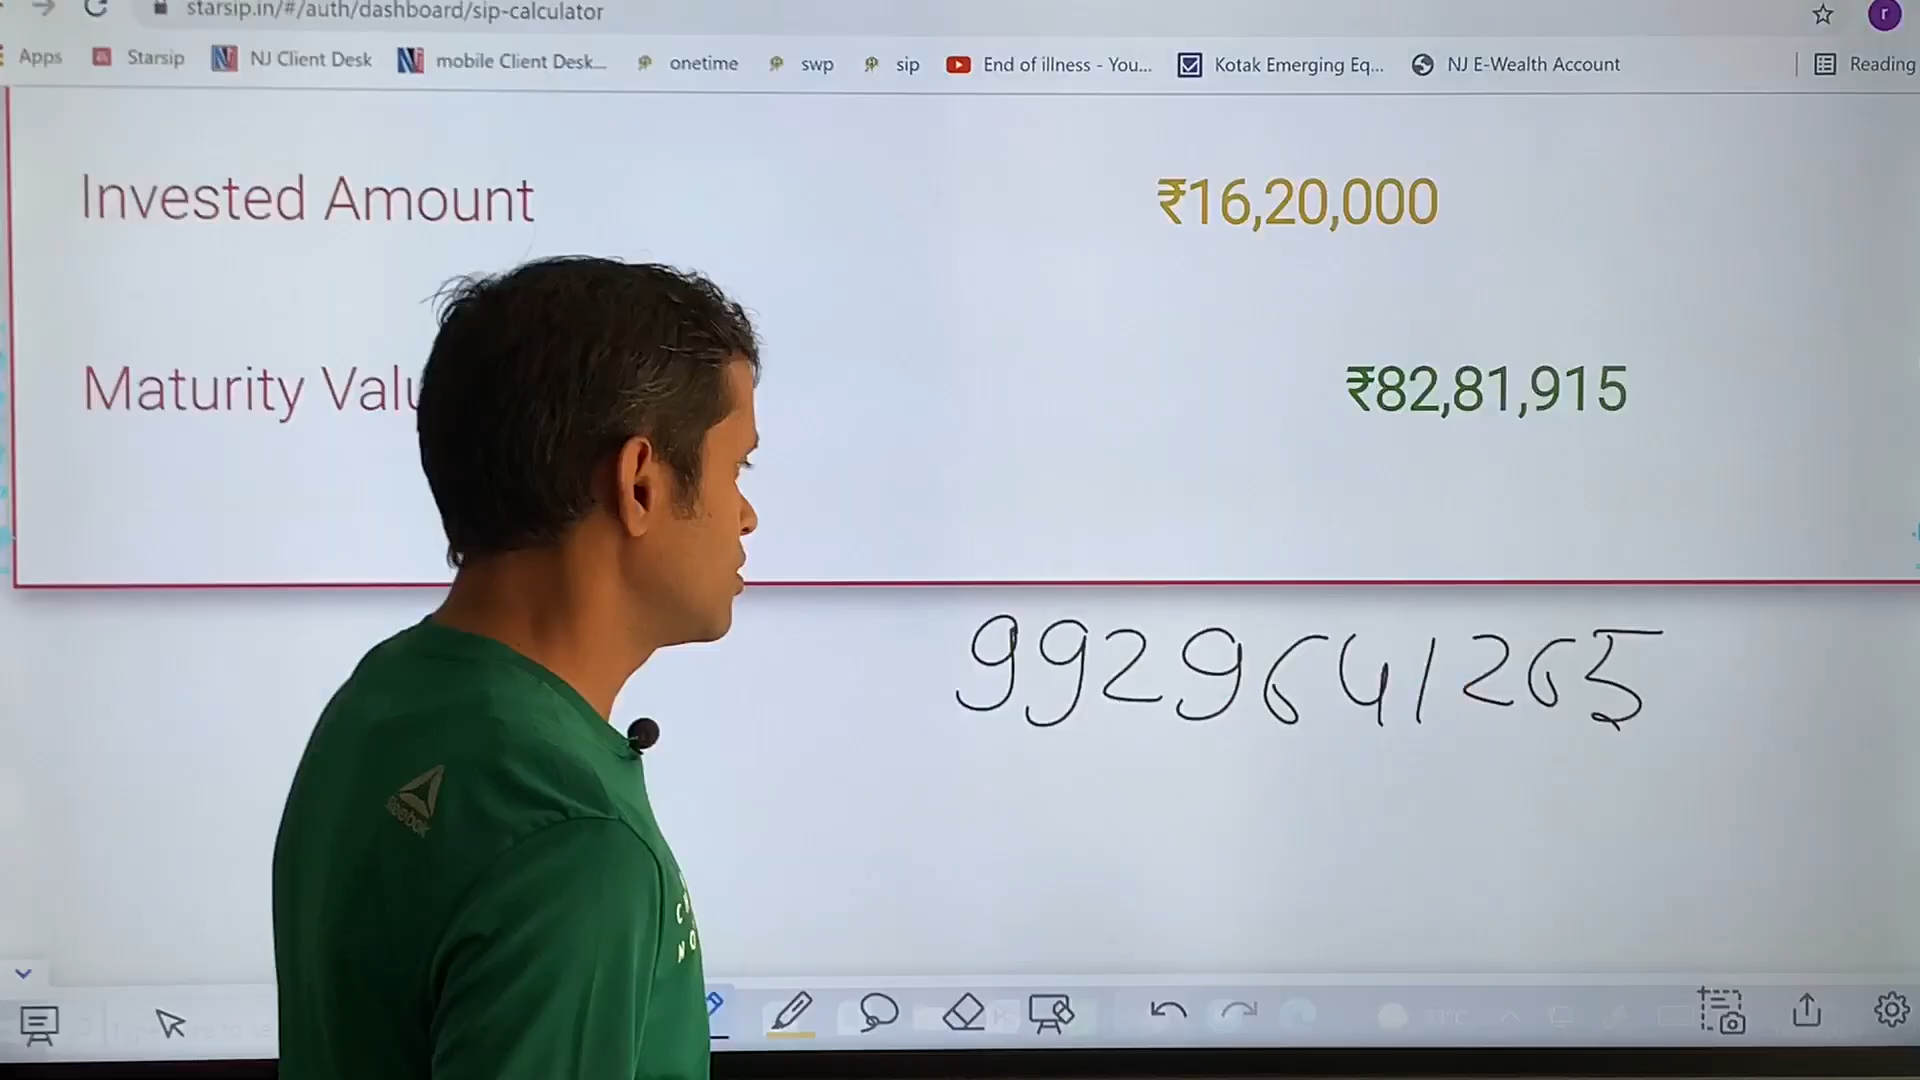 starsip.in/#/auth/dashboard/sip-calculator
r
Apps Starsip NJ Client Desk mobile Client Desk... onetime swp sip End of illness - You... Kotak Emerging Eq... NJ E-Wealth Account Reading
Invested Amount ₹16,20,000
Maturity Valu ₹82,81,915
9929641265
Reebok